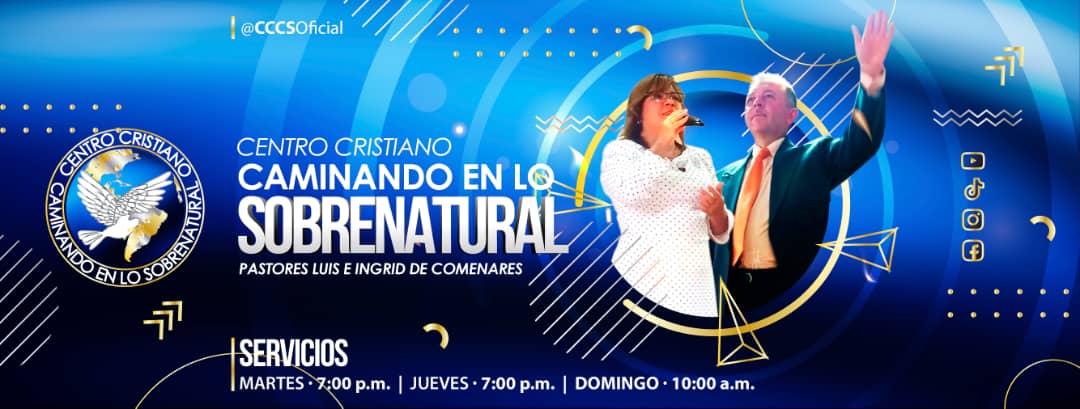 @CCCSOficial
CENTRO CRISTIANO
CAMINANDO EN LO SOBRENATURAL
CENTRO CRISTIANO
CAMINANDO EN LO
SOBRENATURAL
PASTORES LUIS E INGRID DE COMENARES
SERVICIOS
MARTES · 7:00 p.m. | JUEVES · 7:00 p.m. | DOMINGO · 10:00 a.m.